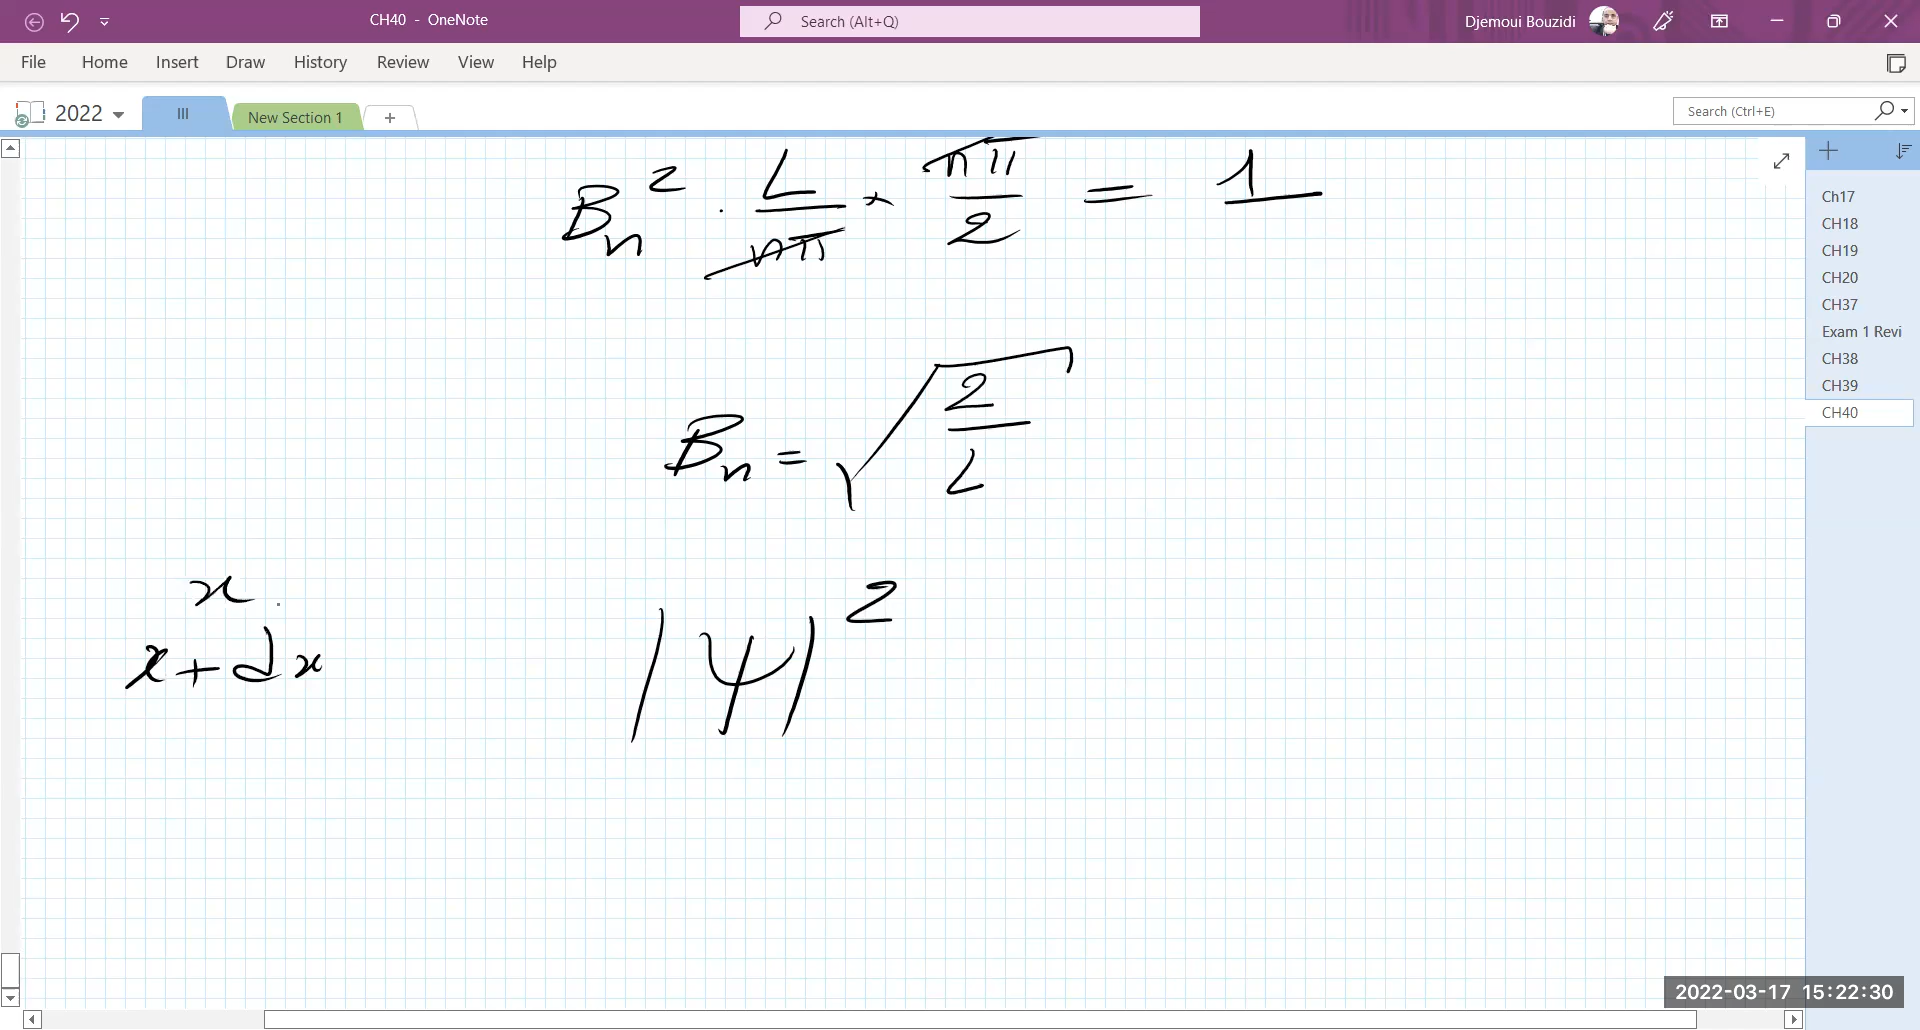 CH40 - OneNote
Search (Alt+Q)
Djemoui Bouzidi
File Home Insert Draw History Review View Help
2022
III
New Section 1
+
Search (Ctrl+E)
Bₙ² · L/nπ * nπ/2 = 1
Bₙ = √(2/L)
x
x+dx
|ψ|²
Ch17
CH18
CH19
CH20
CH37
Exam 1 Revi
CH38
CH39
CH40
2022-03-17 15:22:30